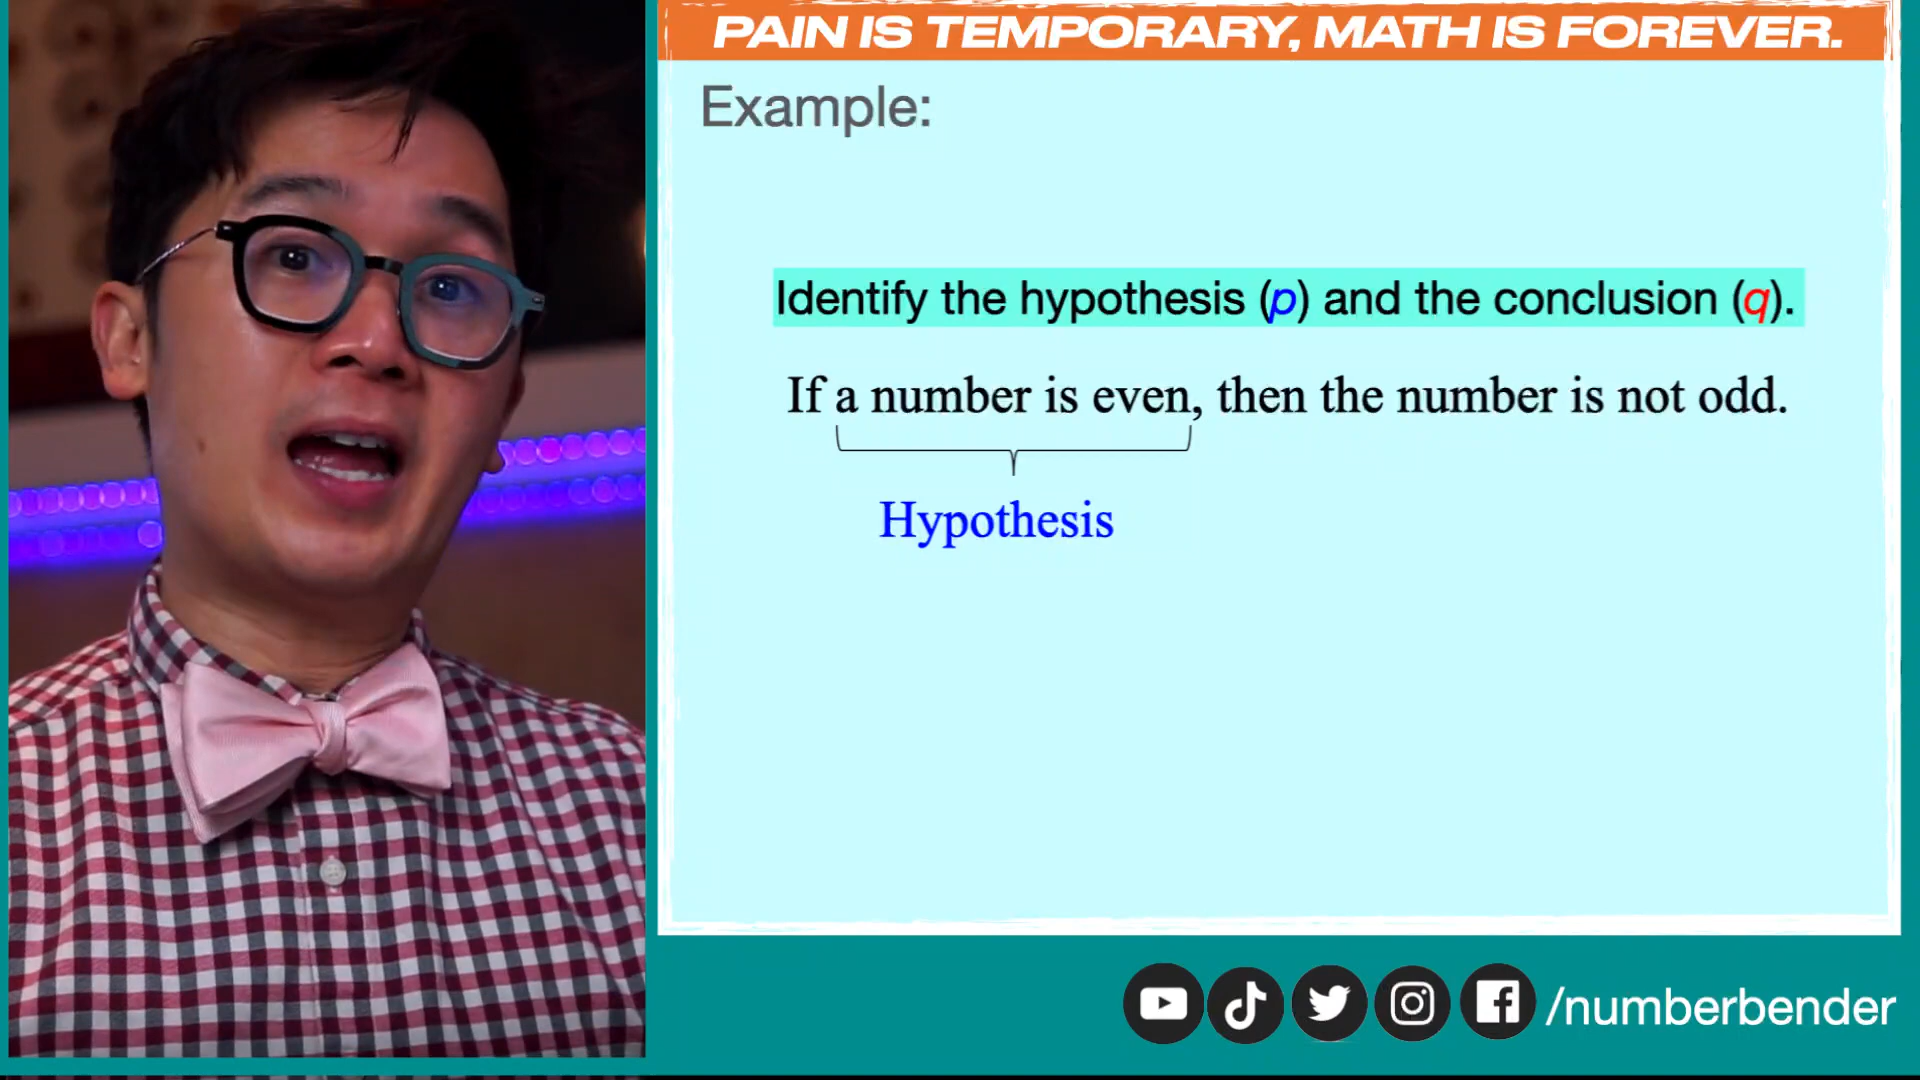 PAIN IS TEMPORARY, MATH IS FOREVER.
Example:
Identify the hypothesis (p) and the conclusion (q).
If a number is even, then the number is not odd.
Hypothesis
/numberbender